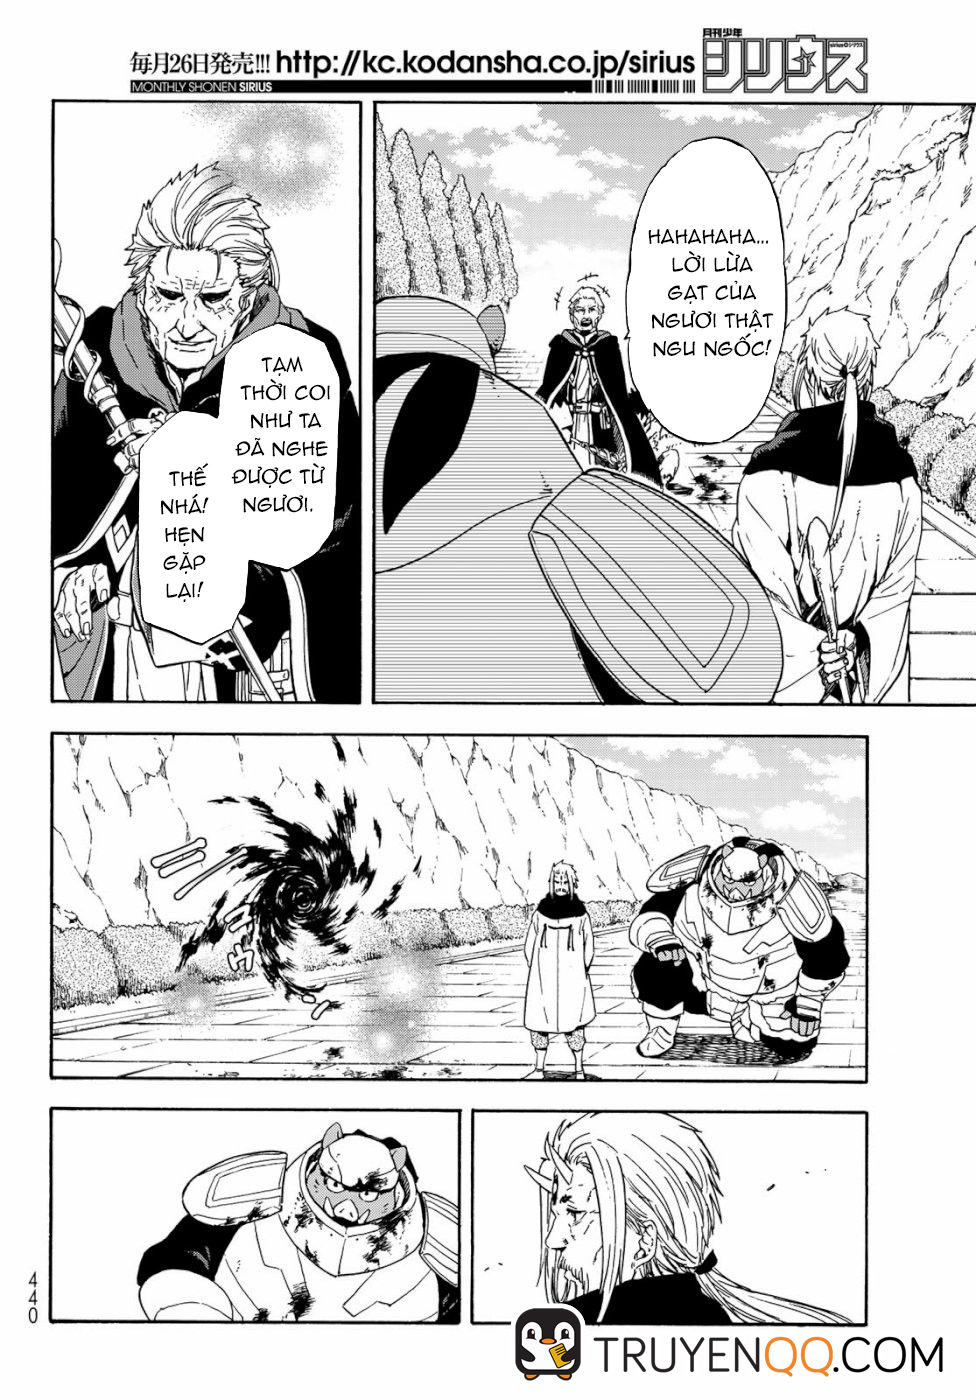 毎月26日発売!!! http://kc.kodansha.co.jp/sirius
月刊少年
シリウス
MONTHLY SHONEN SIRIUS
HAHAHAHA...
LỜI LỪA
GẠT CỦA
NGƯƠI THẬT
NGU NGỐC!
TẠM
THỜI COI
NHƯ TA
ĐÃ NGHE
ĐƯỢC TỪ
NGƯƠI.
THẾ
NHÁ!
HẸN
GẶP
LẠI!
440
TRUYENQQ.COM